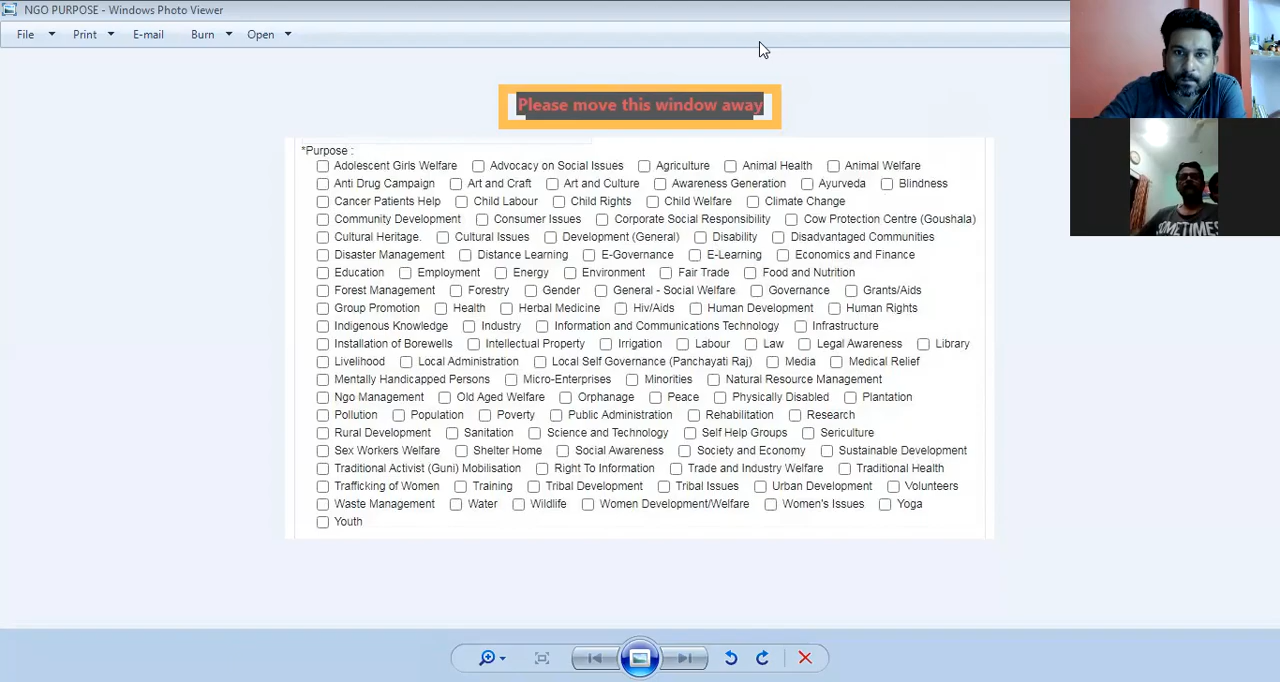 NGO PURPOSE - Windows Photo Viewer
File Print E-mail Burn Open
Please move this window away
*Purpose :
Adolescent Girls Welfare Advocacy on Social Issues Agriculture Animal Health Animal Welfare
Anti Drug Campaign Art and Craft Art and Culture Awareness Generation Ayurveda Blindness
Cancer Patients Help Child Labour Child Rights Child Welfare Climate Change
Community Development Consumer Issues Corporate Social Responsibility Cow Protection Centre (Goushala)
Cultural Heritage. Cultural Issues Development (General) Disability Disadvantaged Communities
Disaster Management Distance Learning E-Governance E-Learning Economics and Finance
Education Employment Energy Environment Fair Trade Food and Nutrition
Forest Management Forestry Gender General - Social Welfare Governance Grants/Aids
Group Promotion Health Herbal Medicine Hiv/Aids Human Development Human Rights
Indigenous Knowledge Industry Information and Communications Technology Infrastructure
Installation of Borewells Intellectual Property Irrigation Labour Law Legal Awareness Library
Livelihood Local Administration Local Self Governance (Panchayati Raj) Media Medical Relief
Mentally Handicapped Persons Micro-Enterprises Minorities Natural Resource Management
Ngo Management Old Aged Welfare Orphanage Peace Physically Disabled Plantation
Pollution Population Poverty Public Administration Rehabilitation Research
Rural Development Sanitation Science and Technology Self Help Groups Sericulture
Sex Workers Welfare Shelter Home Social Awareness Society and Economy Sustainable Development
Traditional Activist (Guni) Mobilisation Right To Information Trade and Industry Welfare Traditional Health
Trafficking of Women Training Tribal Development Tribal Issues Urban Development Volunteers
Waste Management Water Wildlife Women Development/Welfare Women's Issues Yoga
Youth
SOMETIMES